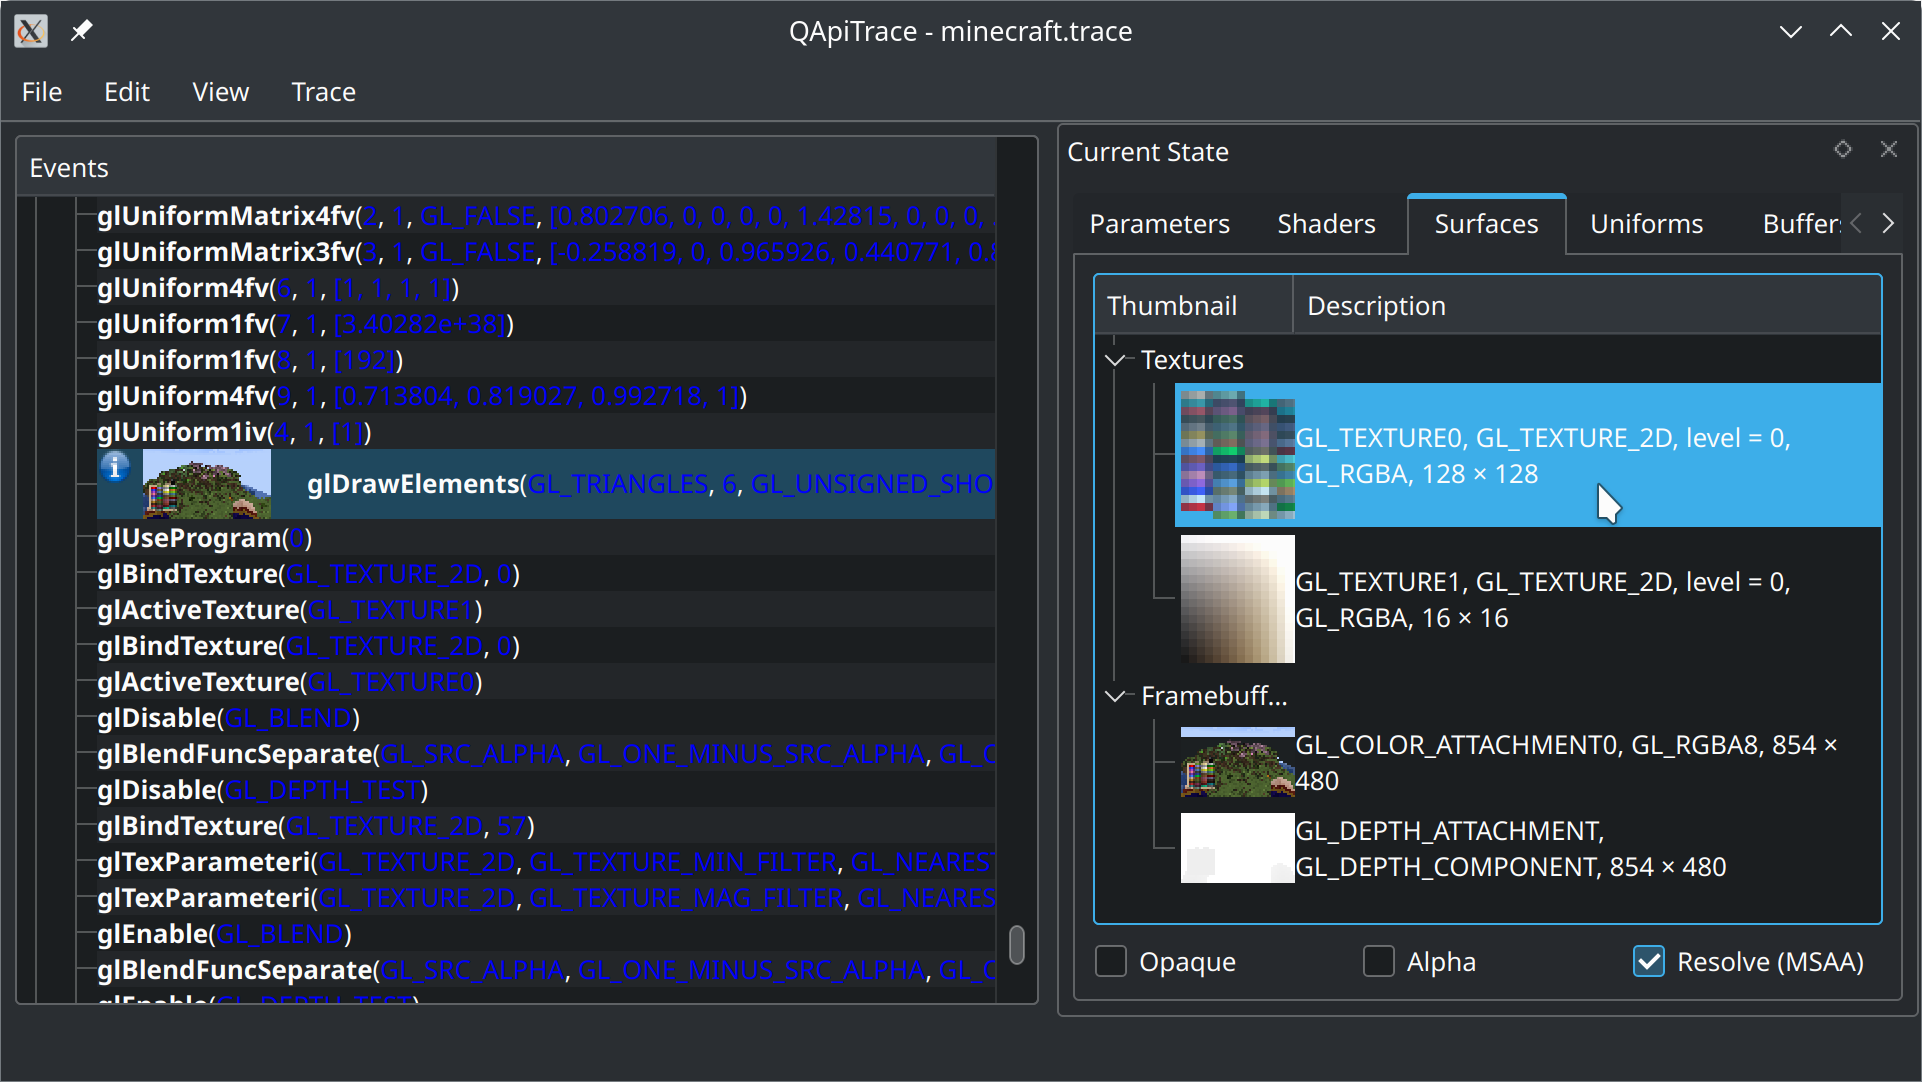 QApiTrace - minecraft.trace
File Edit View Trace
Events
glUniformMatrix4fv(2, 1, GL_FALSE, [0.802706, 0, 0, 0, 0, 1.42815, 0, 0, 0,
glUniformMatrix3fv(3, 1, GL_FALSE, [-0.258819, 0, 0.965926, 0.440771, 0.8
glUniform4fv(6, 1, [1, 1, 1, 1])
glUniform1fv(7, 1, [3.40282e+38])
glUniform1fv(8, 1, [192])
glUniform4fv(9, 1, [0.713804, 0.819027, 0.992718, 1])
glUniform1iv(4, 1, [1])
glDrawElements(GL_TRIANGLES, 6, GL_UNSIGNED_SHO
glUseProgram(0)
glBindTexture(GL_TEXTURE_2D, 0)
glActiveTexture(GL_TEXTURE1)
glBindTexture(GL_TEXTURE_2D, 0)
glActiveTexture(GL_TEXTURE0)
glDisable(GL_BLEND)
glBlendFuncSeparate(GL_SRC_ALPHA, GL_ONE_MINUS_SRC_ALPHA, GL_O
glDisable(GL_DEPTH_TEST)
glBindTexture(GL_TEXTURE_2D, 57)
glTexParameteri(GL_TEXTURE_2D, GL_TEXTURE_MIN_FILTER, GL_NEAREST
glTexParameteri(GL_TEXTURE_2D, GL_TEXTURE_MAG_FILTER, GL_NEARES
glEnable(GL_BLEND)
glBlendFuncSeparate(GL_SRC_ALPHA, GL_ONE_MINUS_SRC_ALPHA, GL_O
glEnable(GL_DEPTH_TEST)
Current State
Parameters Shaders Surfaces Uniforms Buffers
Thumbnail Description
Textures
GL_TEXTURE0, GL_TEXTURE_2D, level = 0,
GL_RGBA, 128 × 128
GL_TEXTURE1, GL_TEXTURE_2D, level = 0,
GL_RGBA, 16 × 16
Framebuff...
GL_COLOR_ATTACHMENT0, GL_RGBA8, 854 ×
480
GL_DEPTH_ATTACHMENT,
GL_DEPTH_COMPONENT, 854 × 480
Opaque Alpha Resolve (MSAA)